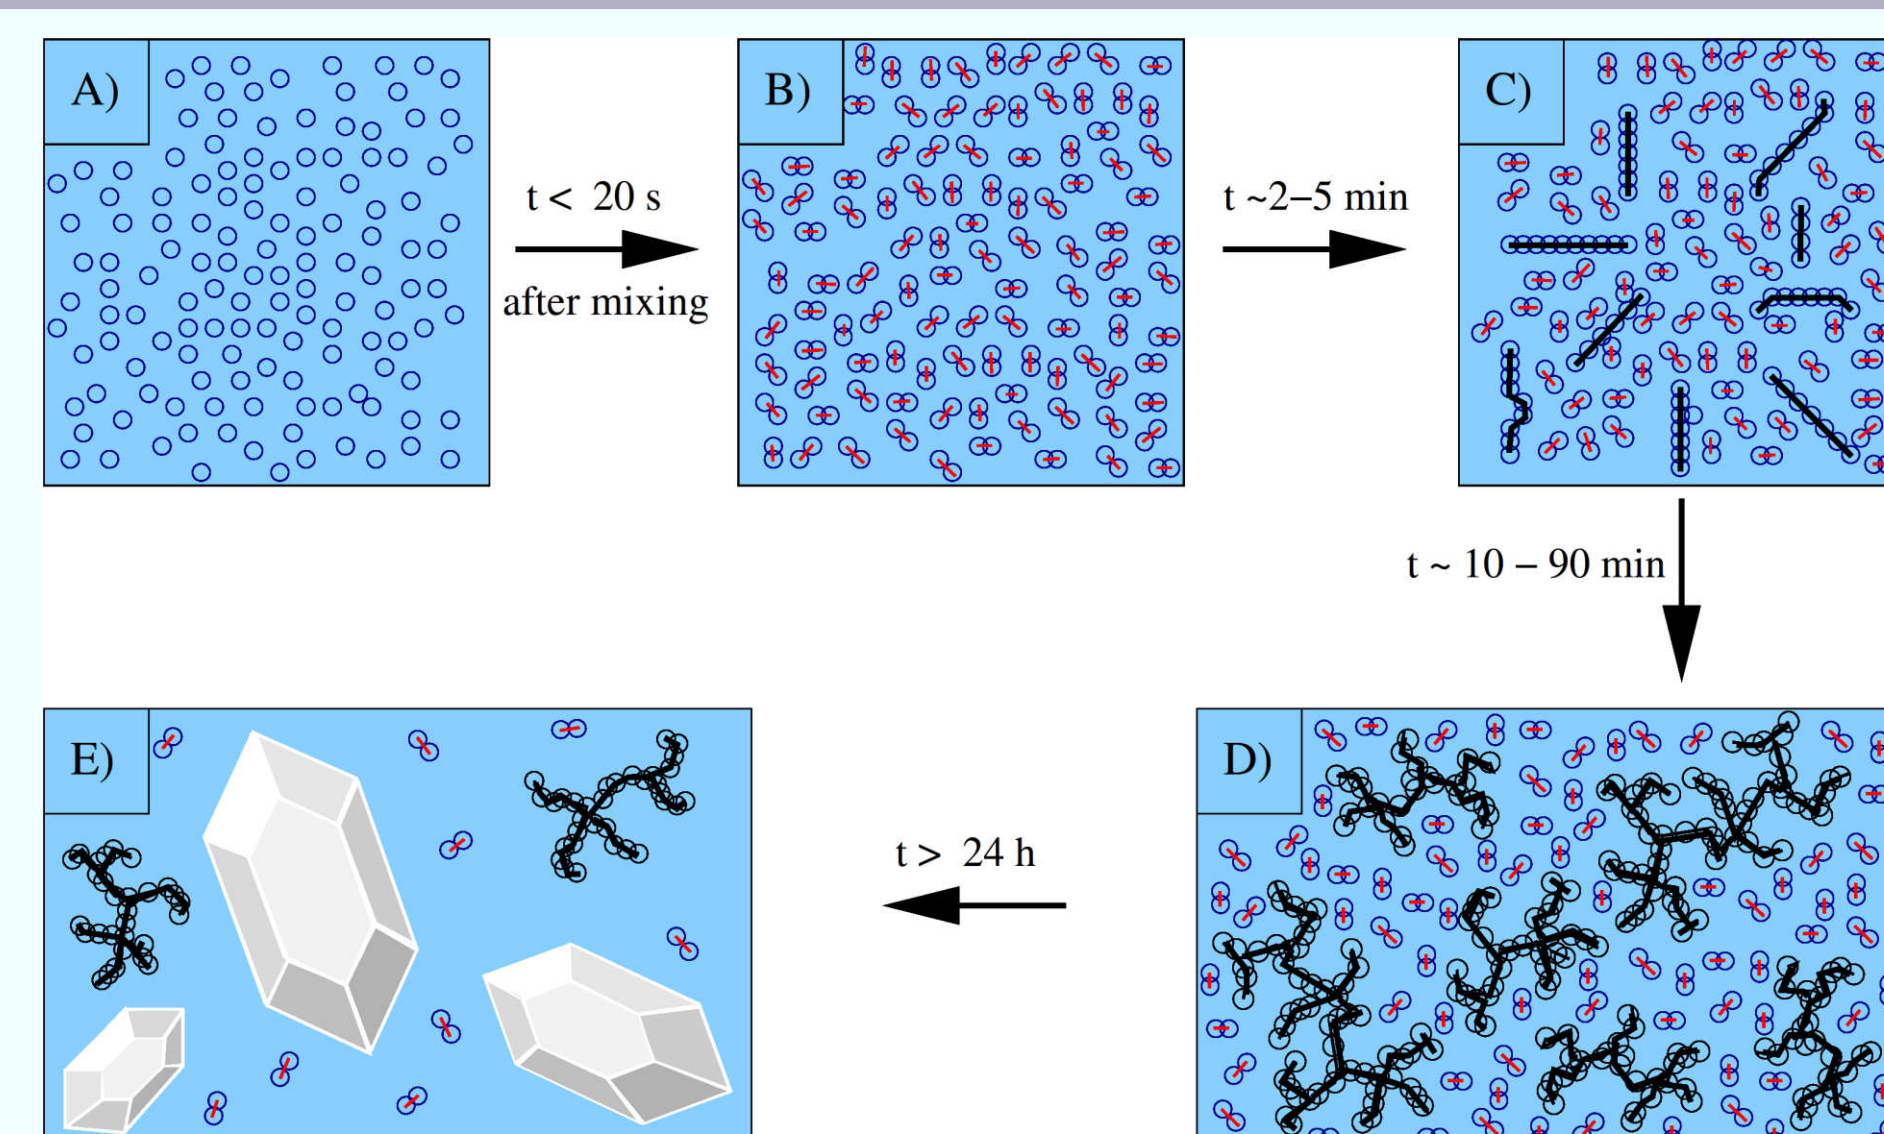 A)
t < 20 s
after mixing
B)
t ~2–5 min
C)
t ~ 10 – 90 min
D)
t > 24 h
E)